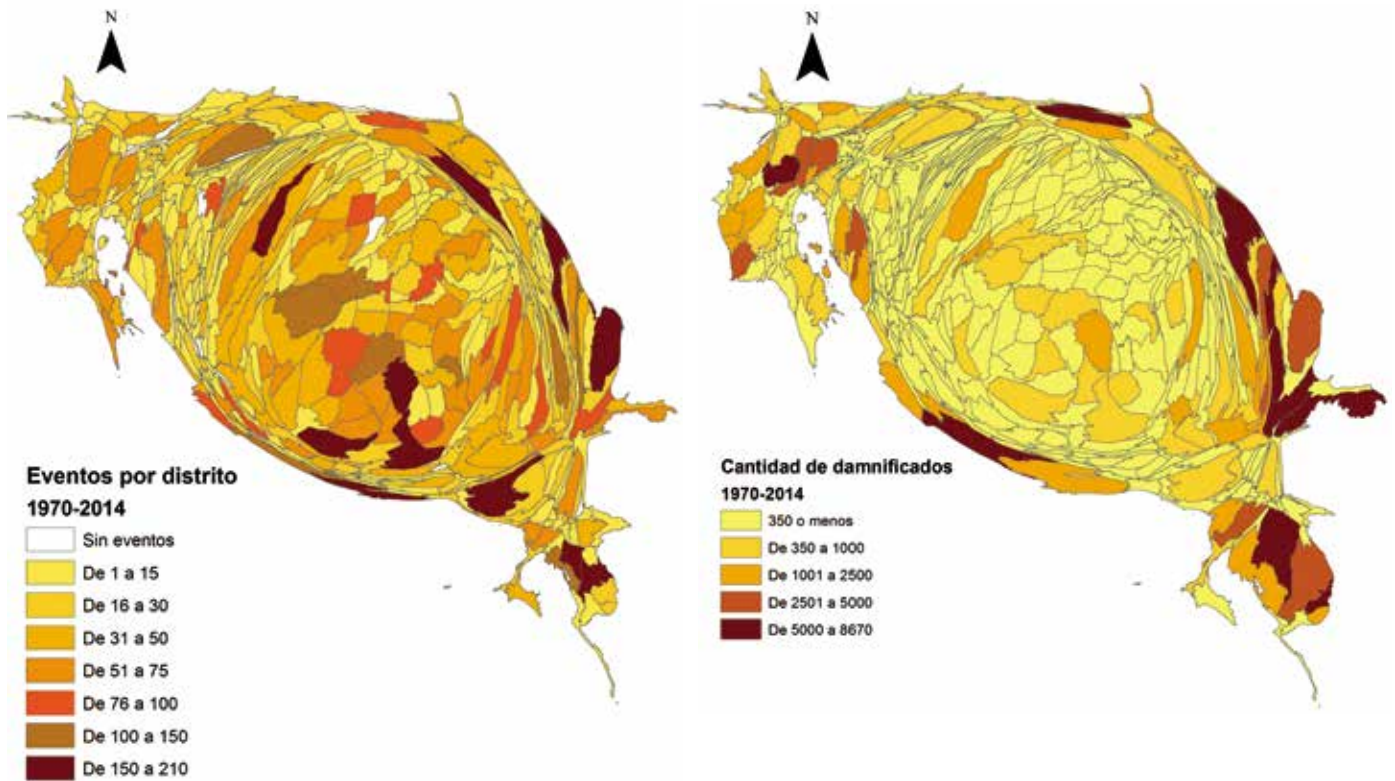 N
Eventos por distrito
1970-2014
Sin eventos
De 1 a 15
De 16 a 30
De 31 a 50
De 51 a 75
De 76 a 100
De 100 a 150
De 150 a 210
N
Cantidad de damnificados
1970-2014
350 o menos
De 350 a 1000
De 1001 a 2500
De 2501 a 5000
De 5000 a 8670